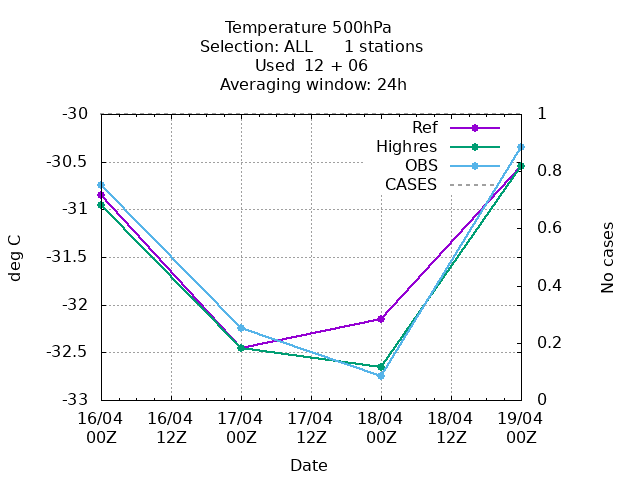 Temperature 500hPa
Selection: ALL      1 stations
Used  12 + 06
Averaging window: 24h
-30
-30.5
-31
-31.5
-32
-32.5
-33
1
0.8
0.6
0.4
0.2
0
deg C
No cases
Ref
Highres
OBS
CASES
16/04 16/04 17/04 17/04 18/04 18/04 19/04
00Z 12Z 00Z 12Z 00Z 12Z 00Z
Date